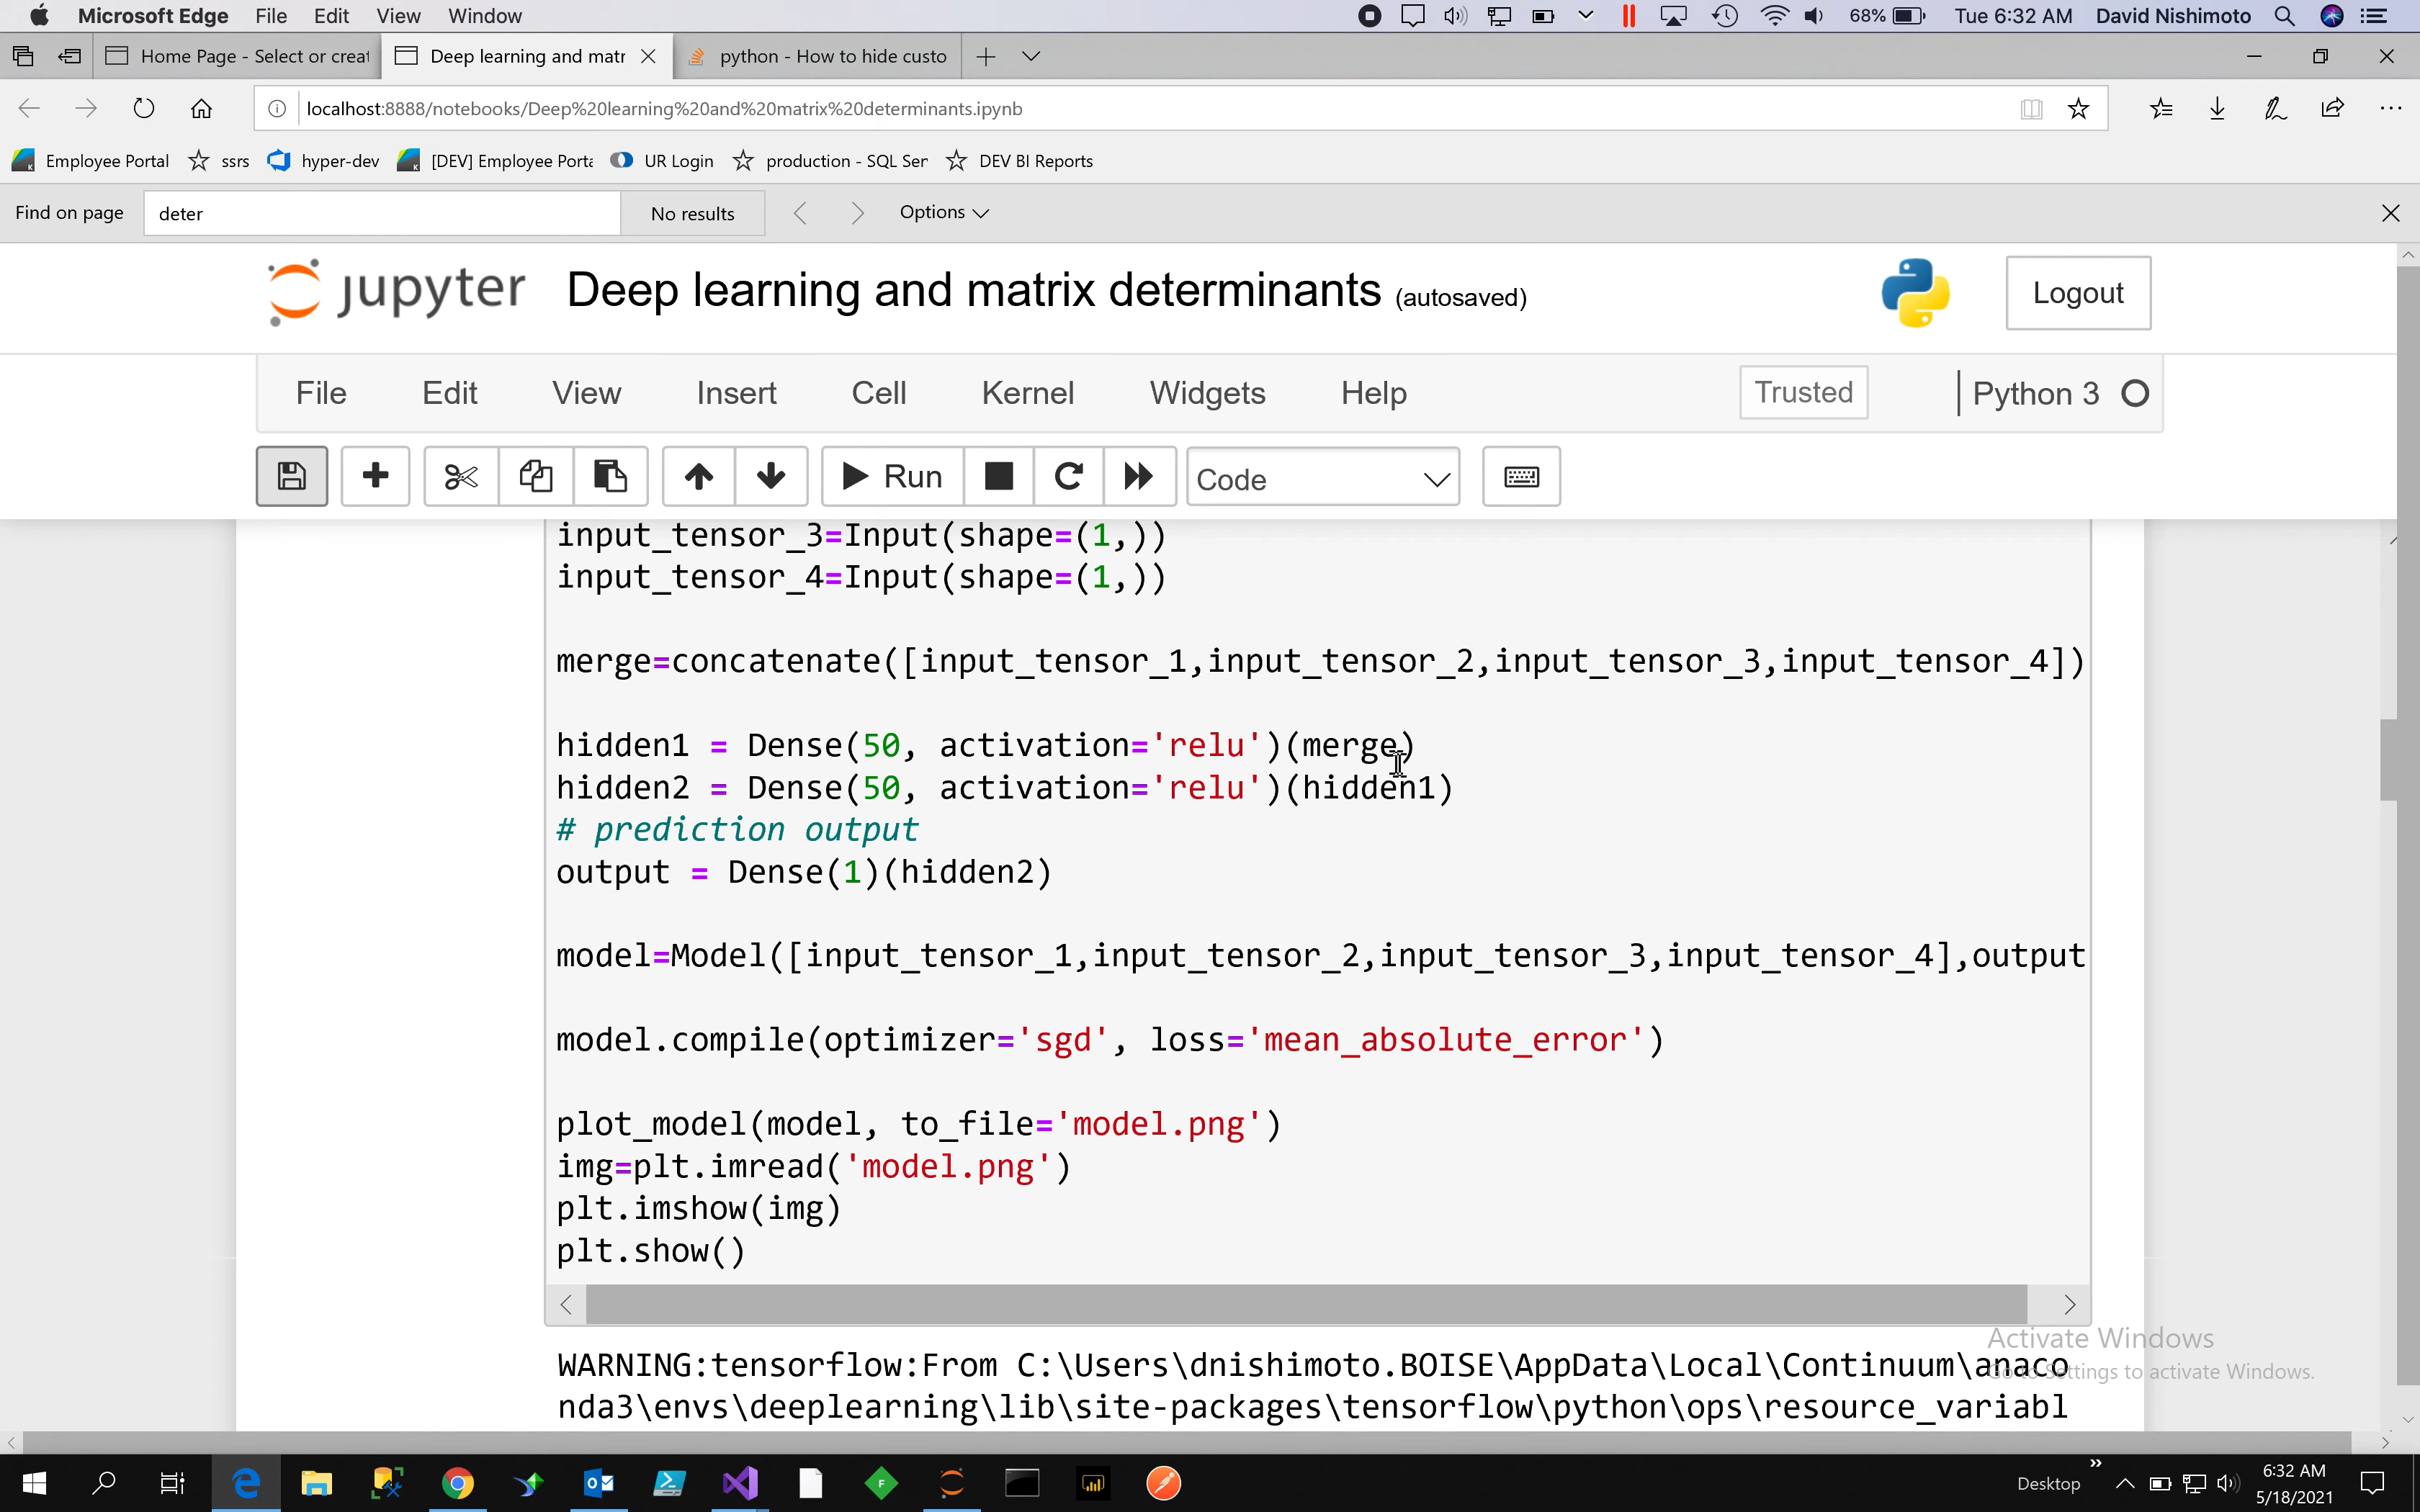 Microsoft Edge File Edit View Window 68% Tue 6:32 AM David Nishimoto
Home Page - Select or creat Deep learning and matr python - How to hide custo
localhost:8888/notebooks/Deep%20learning%20and%20matrix%20determinants.ipynb
Employee Portal ssrs hyper-dev [DEV] Employee Porta UR Login production - SQL Ser DEV BI Reports
Find on page deter No results Options
jupyter Deep learning and matrix determinants (autosaved) Logout
File Edit View Insert Cell Kernel Widgets Help Trusted Python 3
Run Code
input_tensor_3=Input(shape=(1,))
input_tensor_4=Input(shape=(1,))
merge=concatenate([input_tensor_1,input_tensor_2,input_tensor_3,input_tensor_4])
hidden1 = Dense(50, activation='relu')(merge)
hidden2 = Dense(50, activation='relu')(hidden1)
# prediction output
output = Dense(1)(hidden2)
model=Model([input_tensor_1,input_tensor_2,input_tensor_3,input_tensor_4],output
model.compile(optimizer='sgd', loss='mean_absolute_error')
plot_model(model, to_file='model.png')
img=plt.imread('model.png')
plt.imshow(img)
plt.show()
Activate Windows
WARNING:tensorflow:From C:\Users\dnishimoto.BOISE\AppData\Local\Continuum\anaco
Go to Settings to activate Windows.
nda3\envs\deeplearning\lib\site-packages\tensorflow\python\ops\resource_variabl
Desktop 6:32 AM
5/18/2021